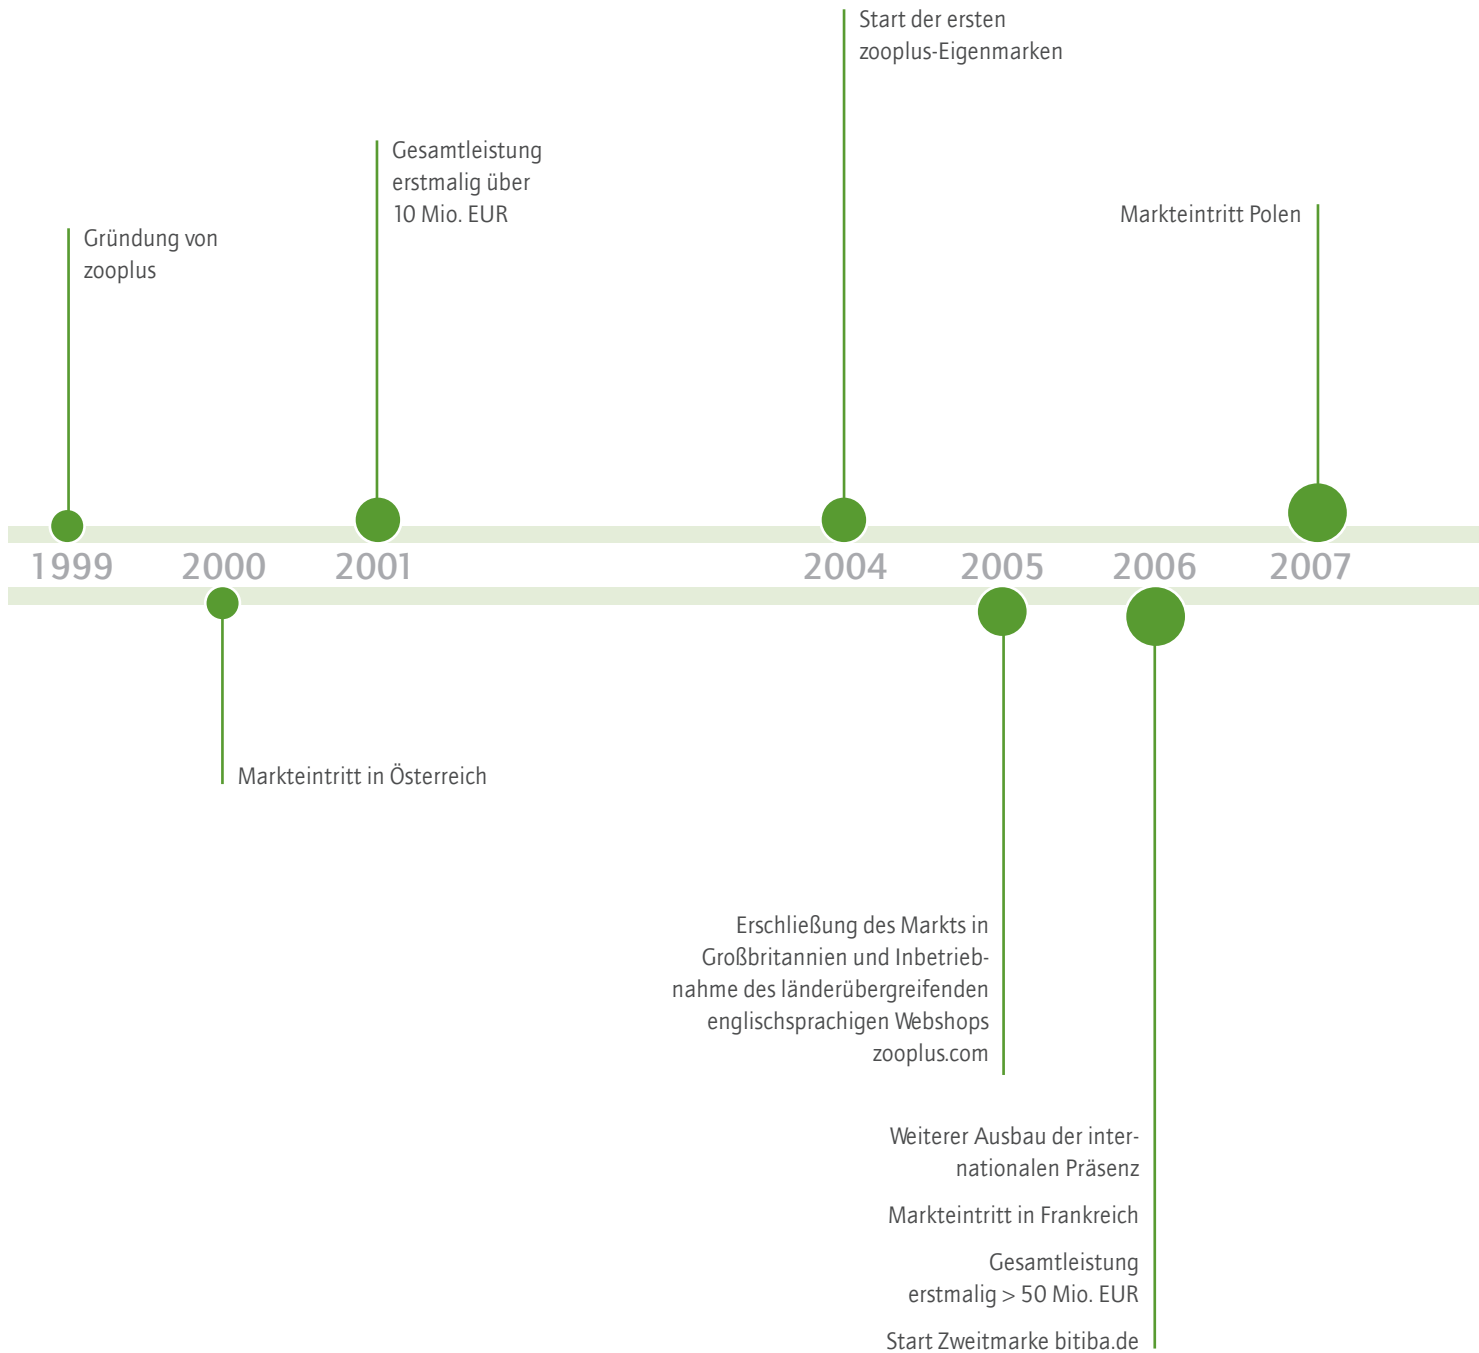 Start der ersten
zooplus-Eigenmarken
Gesamtleistung
erstmalig über
10 Mio. EUR
Markteintritt Polen
Gründung von
zooplus
1999 2000 2001 2004 2005 2006 2007
Markteintritt in Österreich
Erschließung des Markts in
Großbritannien und Inbetrieb-
nahme des länderübergreifenden
englischsprachigen Webshops
zooplus.com
Weiterer Ausbau der inter-
nationalen Präsenz
Markteintritt in Frankreich
Gesamtleistung
erstmalig > 50 Mio. EUR
Start Zweitmarke bitiba.de